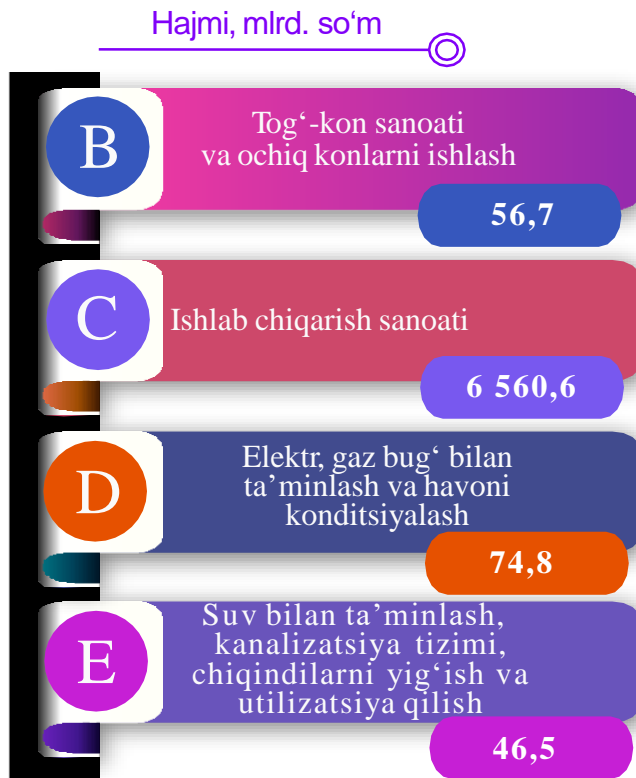 Hajmi, mlrd. so‘m
B
Tog‘-kon sanoati
va ochiq konlarni ishlash
56,7
C
Ishlab chiqarish sanoati
6 560,6
D
Elektr, gaz bug‘ bilan
ta’minlash va havoni
konditsiyalash
74,8
E
Suv bilan ta’minlash,
kanalizatsiya tizimi,
chiqindilarni yig‘ish va
utilizatsiya qilish
46,5